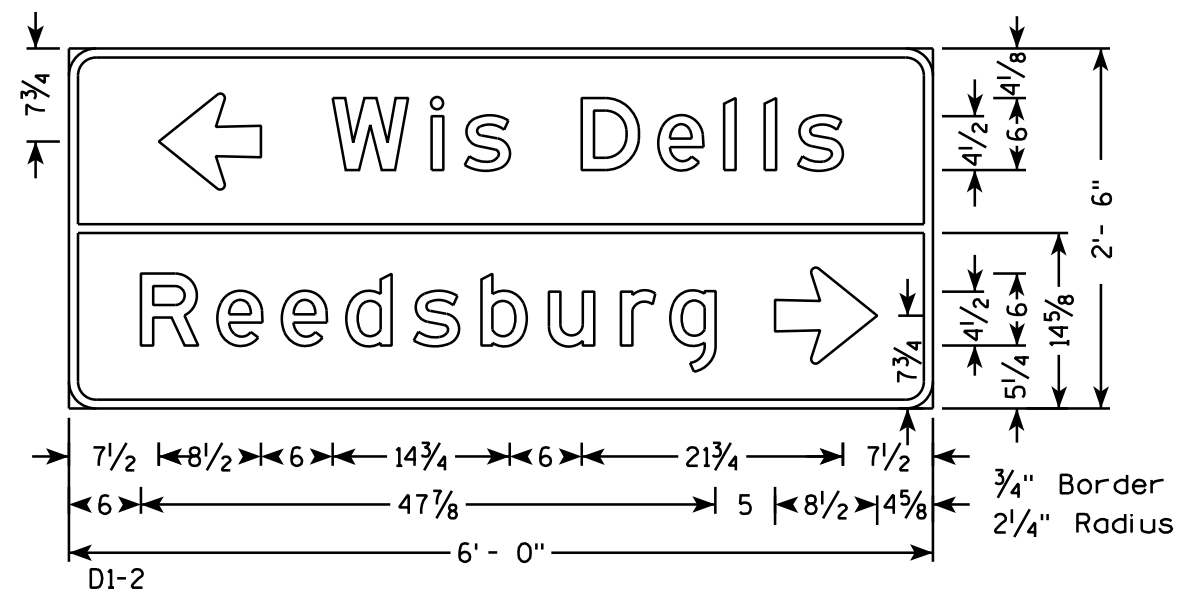 7¾ 4⅛
Wis Dells
4½ 6
2'- 6"
Reedsburg
4½ 6 14⅝
7¾ 5¼
7½ 8½ 6 14¾ 6 21¾ 7½
6 47⅞ 5 8½ 4⅝
¾" Border
2¼" Radius
6' - 0"
D1-2